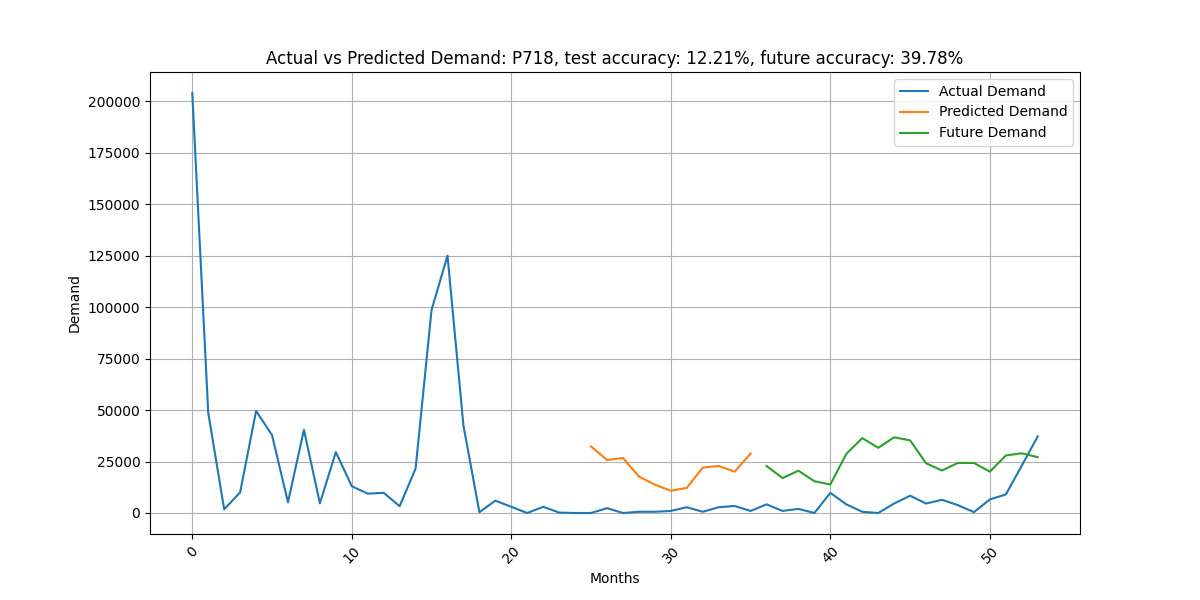 Actual vs Predicted Demand: P718, test accuracy: 12.21%, future accuracy: 39.78%
Actual Demand
Predicted Demand
Future Demand
200000
175000
150000
125000
100000
75000
50000
25000
0
Demand
0
10
20
30
40
50
Months